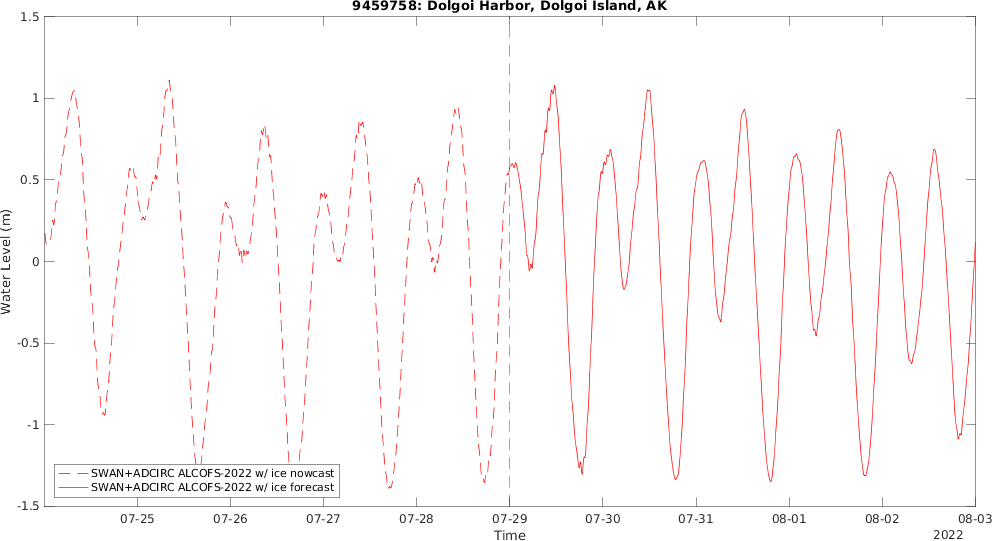 9459758: Dolgoi Harbor, Dolgoi Island, AK
1.5
1
0.5
0
-0.5
-1
-1.5
Water Level (m)
SWAN+ADCIRC ALCOFS-2022 w/ ice nowcast
SWAN+ADCIRC ALCOFS-2022 w/ ice forecast
07-25 07-26 07-27 07-28 07-29 07-30 07-31 08-01 08-02 08-03
Time
2022